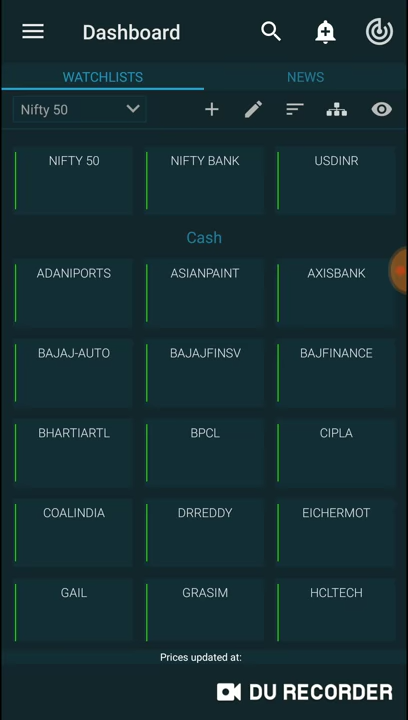 Dashboard
WATCHLISTS NEWS
Nifty 50
NIFTY 50 NIFTY BANK USDINR
Cash
ADANIPORTS ASIANPAINT AXISBANK
BAJAJ-AUTO BAJAJFINSV BAJFINANCE
BHARTIARTL BPCL CIPLA
COALINDIA DRREDDY EICHERMOT
GAIL GRASIM HCLTECH
Prices updated at:
DU RECORDER